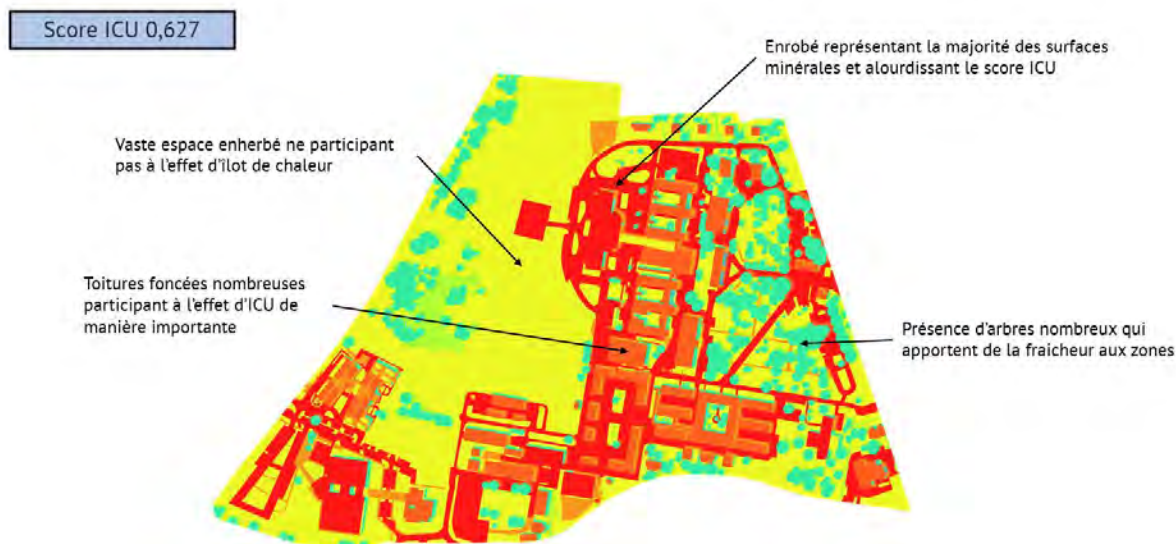 Score ICU 0,627
Enrobé représentant la majorité des surfaces
minérales et alourdissant le score ICU
Vaste espace enherbé ne participant
pas à l'effet d'îlot de chaleur
Toitures foncées nombreuses
participant à l'effet d'ICU de
manière importante
Présence d'arbres nombreux qui
apportent de la fraicheur aux zones